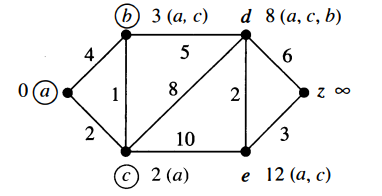 b 3 (a, c) d 8 (a, c, b)
4 5 6
0 a 1 8 2 z ∞
2 10 3
c 2 (a) e 12 (a, c)